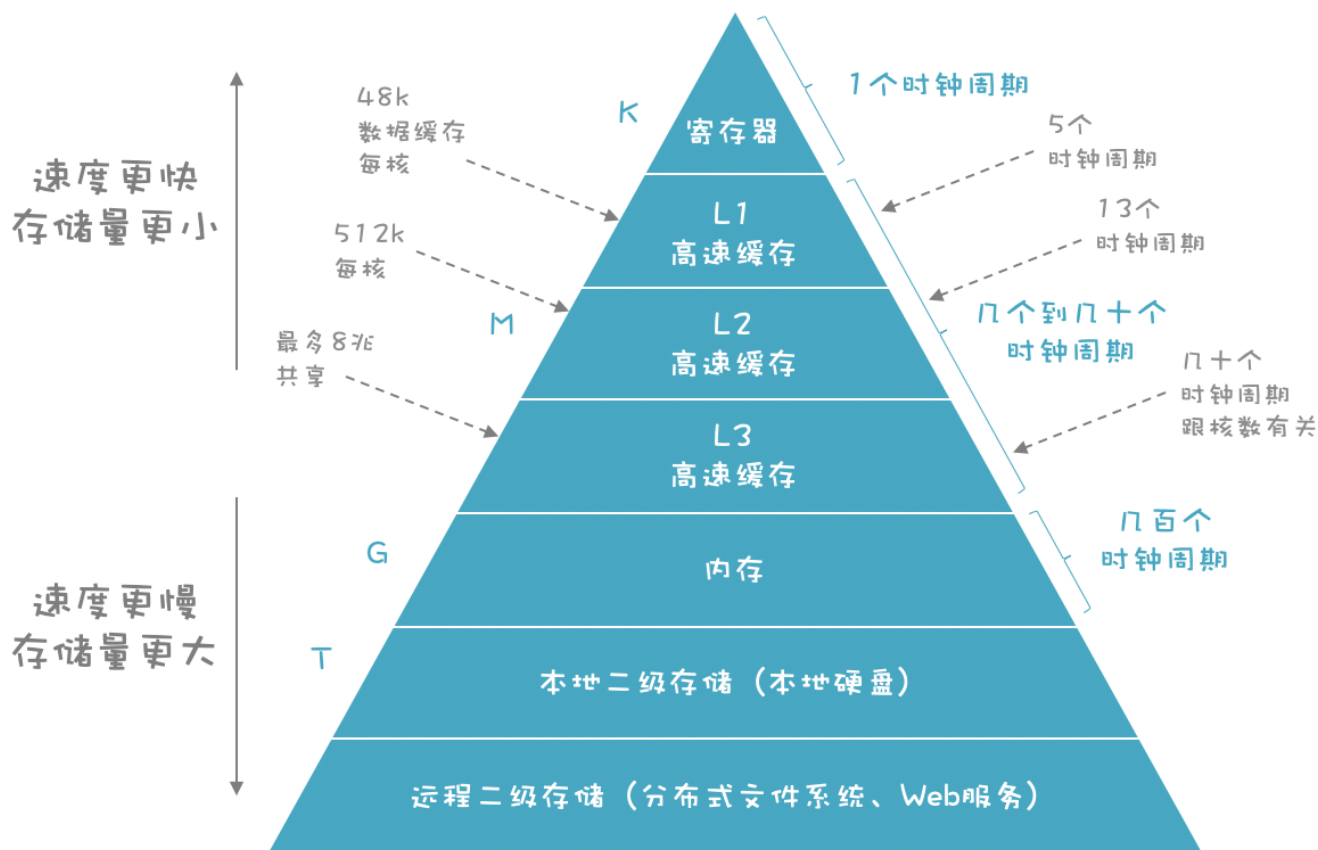 1个时钟周期
48k
数据缓存
每核
K
寄存器
5个
时钟周期
速度更快
存储量更小
L1
高速缓存
13个
时钟周期
512k
每核
M
L2
高速缓存
几个到几十个
时钟周期
最多8兆
共享
几十个
时钟周期
跟核数有关
L3
高速缓存
G
内存
几百个
时钟周期
速度更慢
存储量更大
T
本地二级存储（本地硬盘）
远程二级存储（分布式文件系统、Web服务）